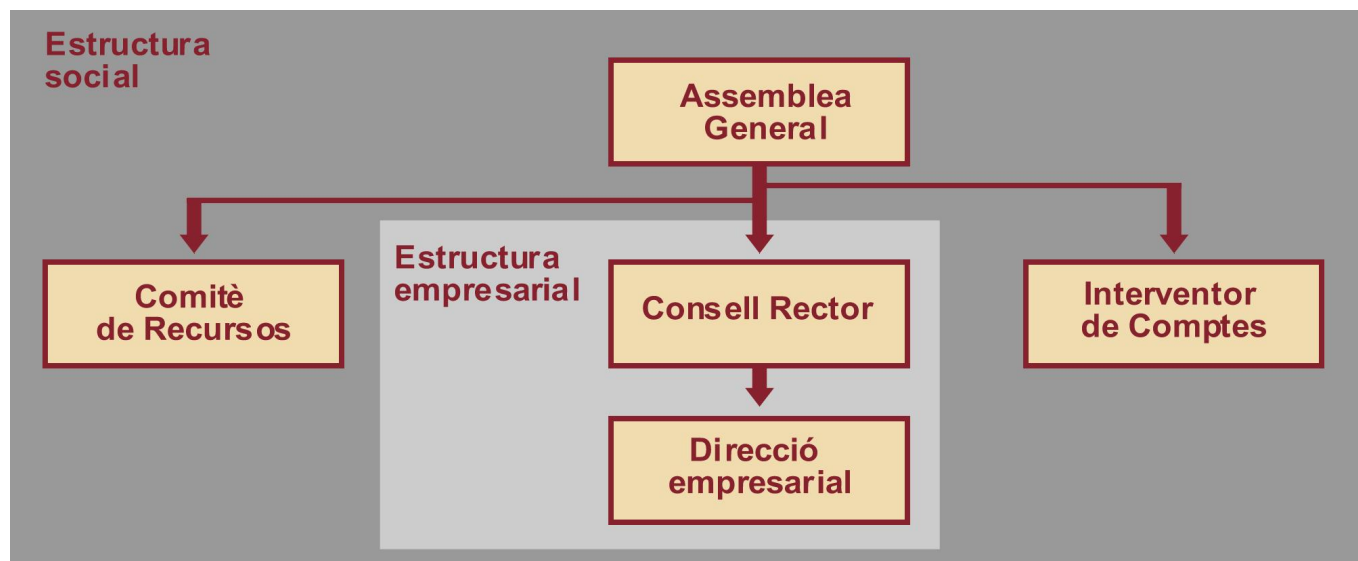 Estructura
social
Assemblea
General
Comitè
de Recursos
Estructura
empresarial
Consell Rector
Interventor
de Comptes
Direcció
empresarial